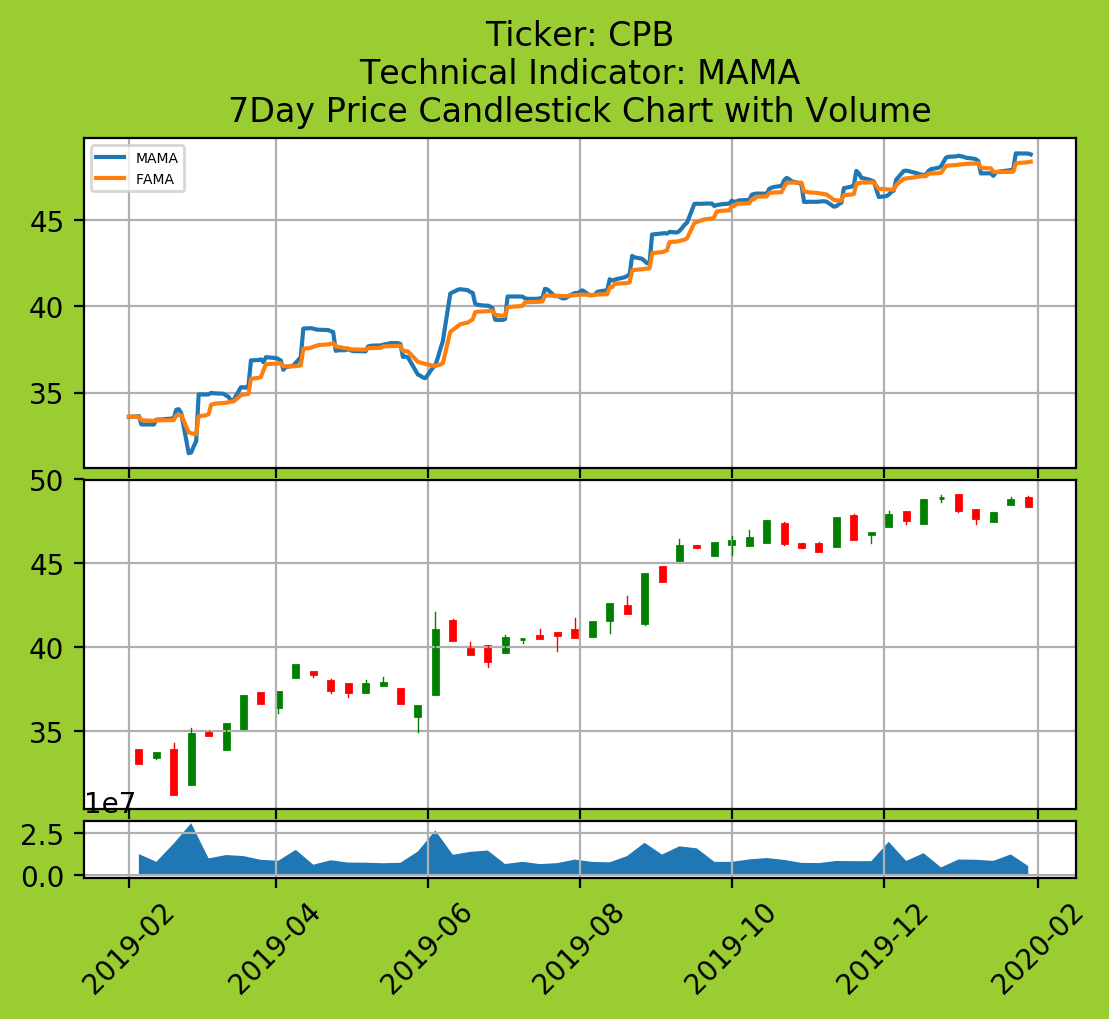 Ticker: CPB
Technical Indicator: MAMA
7Day Price Candlestick Chart with Volume
MAMA
FAMA
45
40
35
50
45
40
35
1e7
2.5
0.0
2019-02
2019-04
2019-06
2019-08
2019-10
2019-12
2020-02